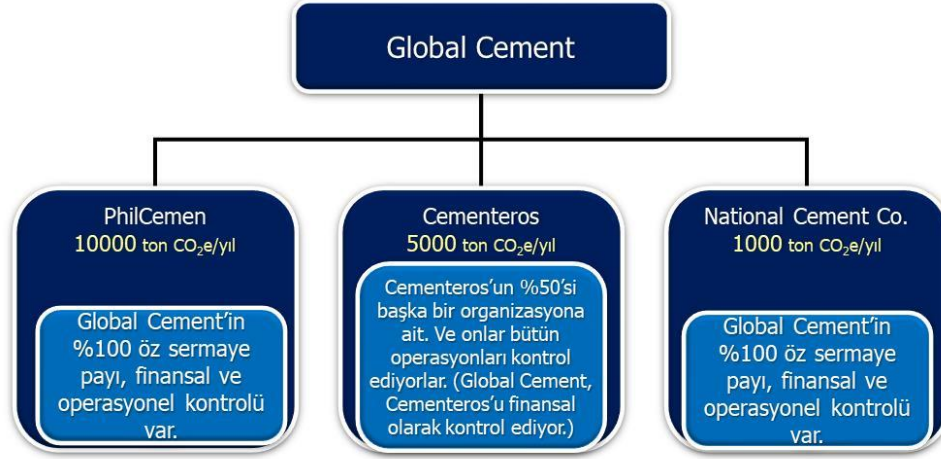 Global Cement
PhilCemen
10000 ton CO₂e/yıl
Global Cement’in
%100 öz sermaye
payı, finansal ve
operasyonel kontrolü
var.
Cementeros
5000 ton CO₂e/yıl
Cementeros’un %50’si
başka bir organizasyona
ait. Ve onlar bütün
operasyonları kontrol
ediyorlar. (Global Cement,
Cementeros’u finansal
olarak kontrol ediyor.)
National Cement Co.
1000 ton CO₂e/yıl
Global Cement’in
%100 öz sermaye
payı, finansal ve
operasyonel kontrolü
var.